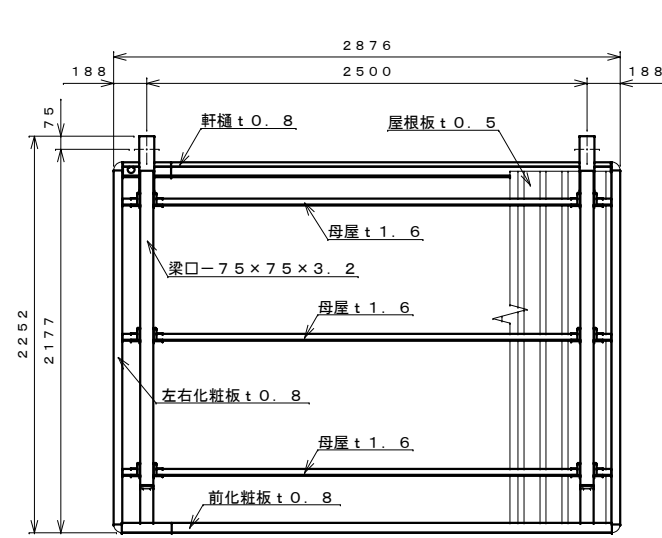 ２８７６
１８８
２５００
１８８
７５
軒樋ｔ０．８
屋根板ｔ０．５
母屋ｔ１．６
梁口－７５×７５×３．２
２２５２
２１７７
母屋ｔ１．６
左右化粧板ｔ０．８
母屋ｔ１．６
前化粧板ｔ０．８